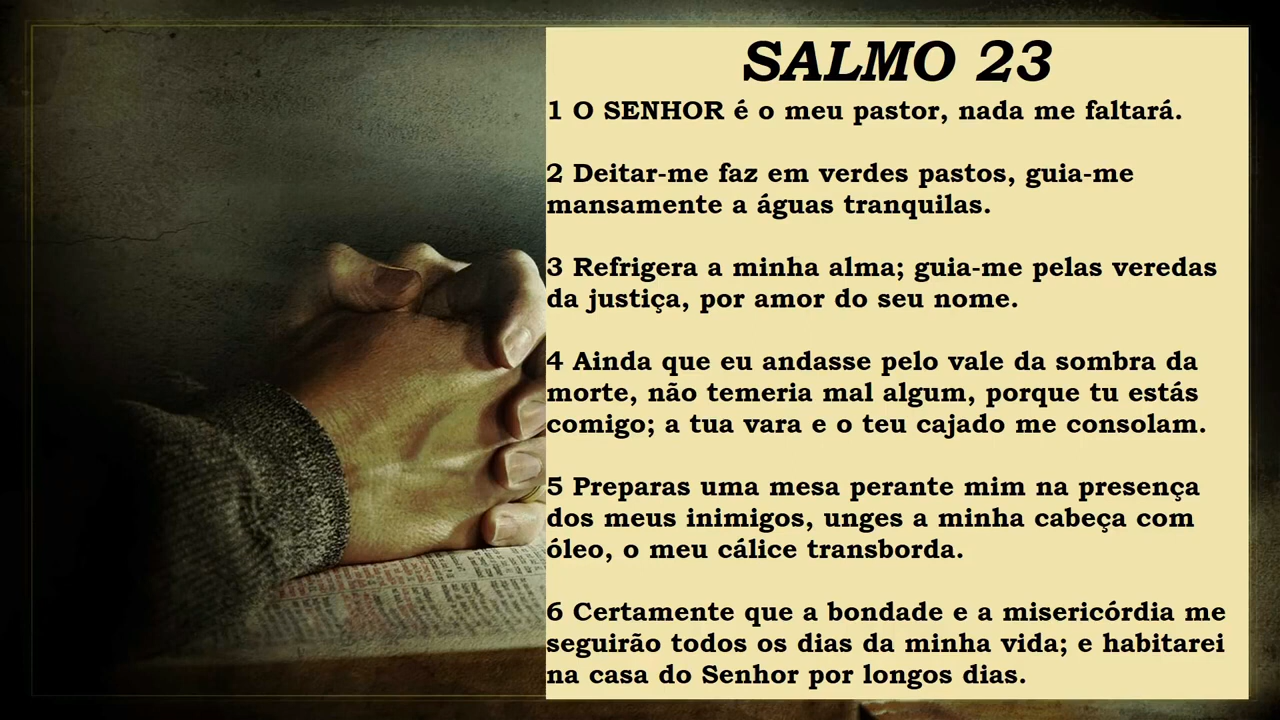 SALMO 23
1 O SENHOR é o meu pastor, nada me faltará.
2 Deitar-me faz em verdes pastos, guia-me
mansamente a águas tranquilas.
3 Refrigera a minha alma; guia-me pelas veredas
da justiça, por amor do seu nome.
4 Ainda que eu andasse pelo vale da sombra da
morte, não temeria mal algum, porque tu estás
comigo; a tua vara e o teu cajado me consolam.
5 Preparas uma mesa perante mim na presença
dos meus inimigos, unges a minha cabeça com
óleo, o meu cálice transborda.
6 Certamente que a bondade e a misericórdia me
seguirão todos os dias da minha vida; e habitarei
na casa do Senhor por longos dias.